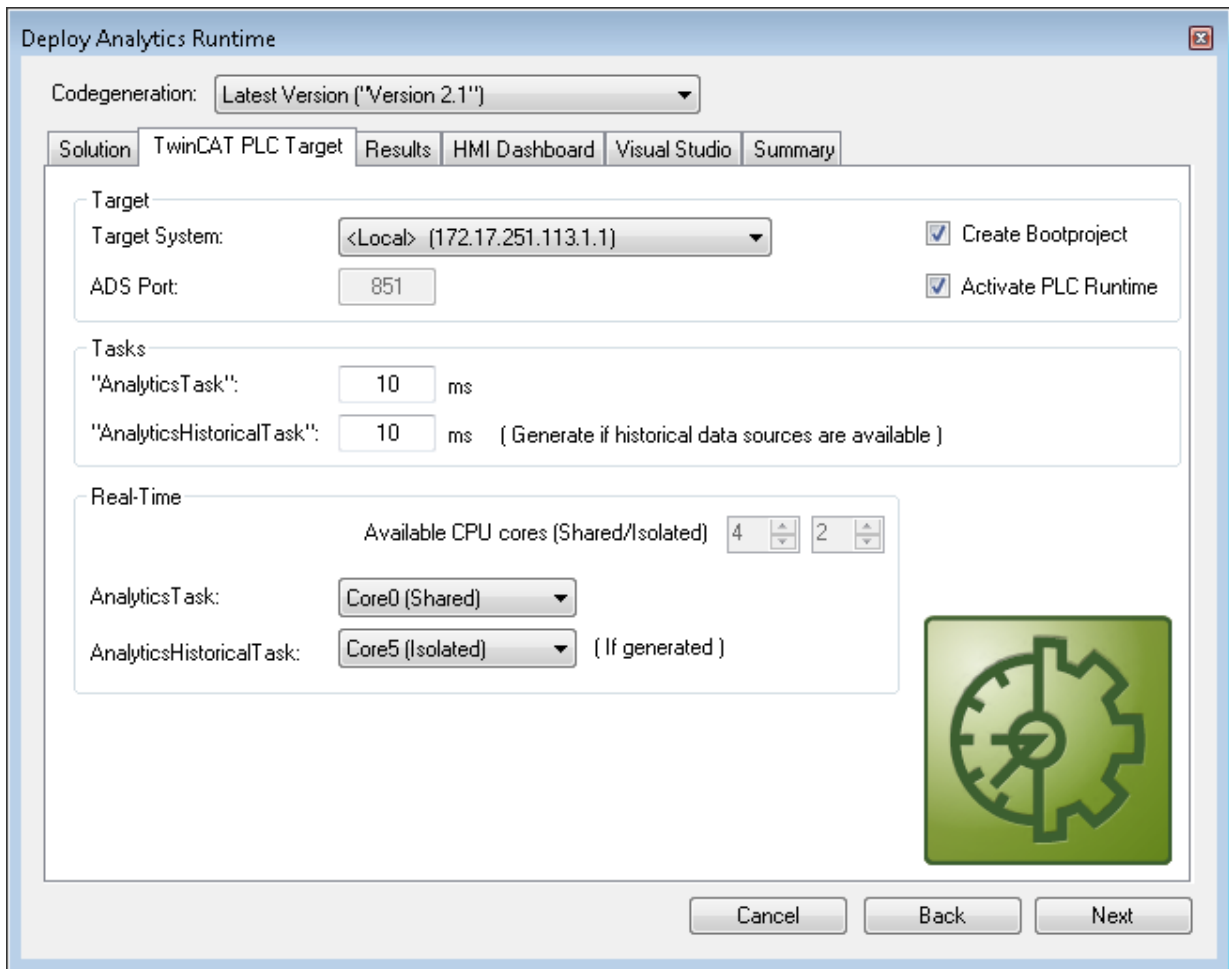 Deploy Analytics Runtime
Codegeneration: Latest Version ("Version 2.1")
Solution TwinCAT PLC Target Results HMI Dashboard Visual Studio Summary
Target
Target System: <Local> (172.17.251.113.1.1) Create Bootproject
ADS Port: 851 Activate PLC Runtime
Tasks
"AnalyticsTask": 10 ms
"AnalyticsHistoricalTask": 10 ms ( Generate if historical data sources are available )
Real-Time
Available CPU cores (Shared/Isolated) 4 2
AnalyticsTask: Core0 (Shared)
AnalyticsHistoricalTask: Core5 (Isolated) ( If generated )
Cancel Back Next